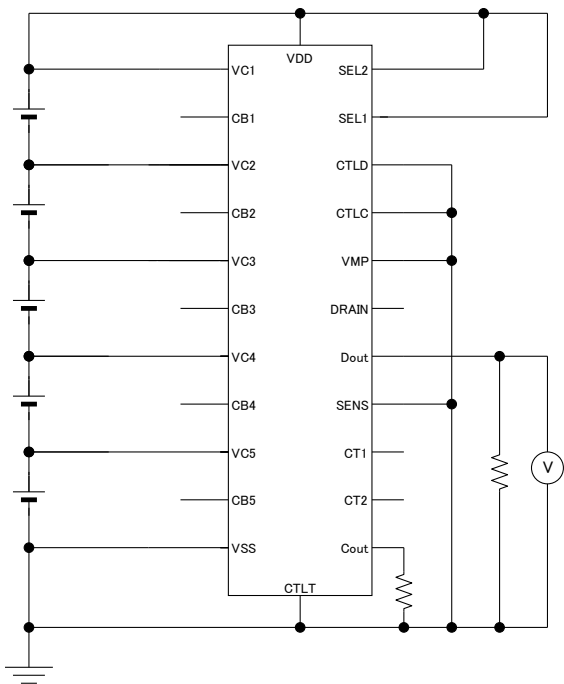 VDD
VC1 SEL2
CB1 SEL1
VC2 CTLD
CB2 CTLC
VC3 VMP
CB3 DRAIN
VC4 Dout
CB4 SENS
VC5 CT1
V
CB5 CT2
VSS Cout
CTLT